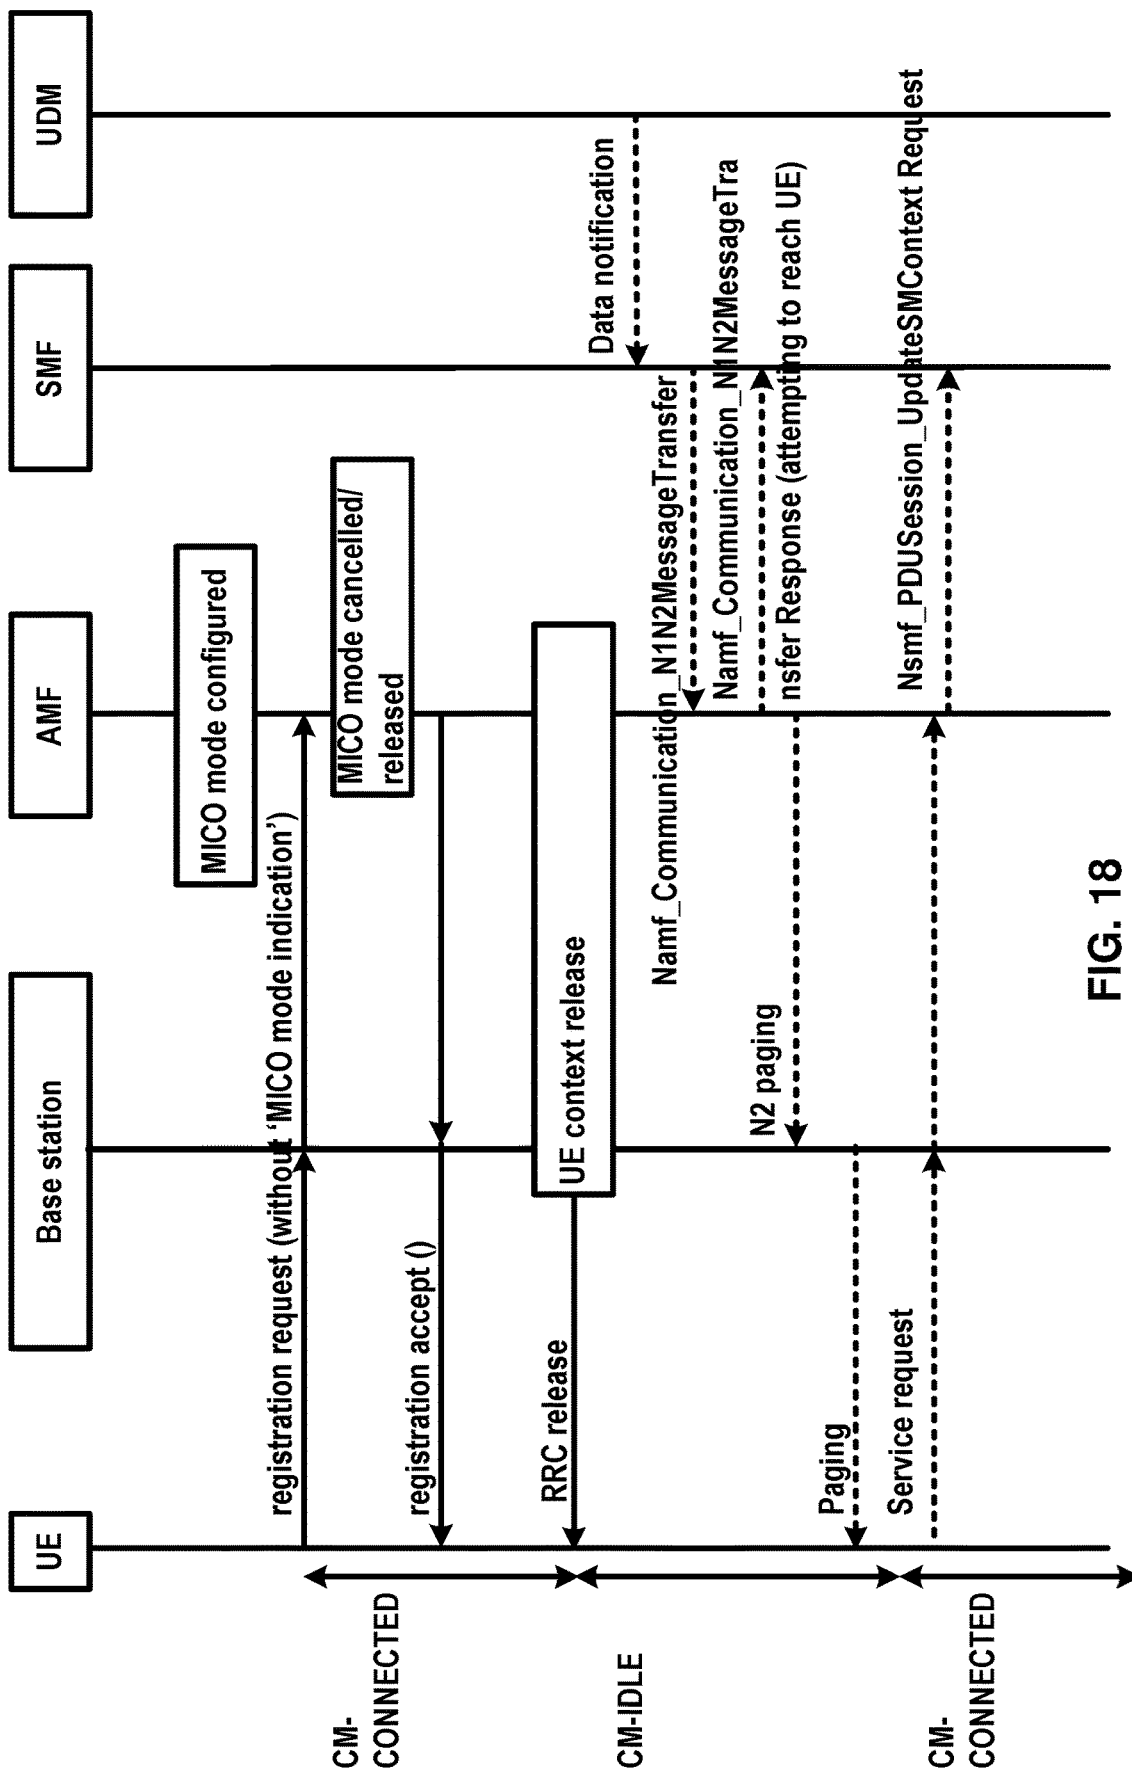 UE
Base station
AMF
SMF
UDM
MICO mode configured
registration request (without ‘MICO mode indication’)
MICO mode cancelled/
released
registration accept ()
UE context release
RRC release
Data notification
Namf_Communication_N1N2MessageTransfer
Namf_Communication_N1N2MessageTra
nsfer Response (attempting to reach UE)
N2 paging
Paging
Service request
Nsmf_PDUSession_UpdateSMContext Request
CM-
CONNECTED
CM-IDLE
CM-
CONNECTED
FIG. 18